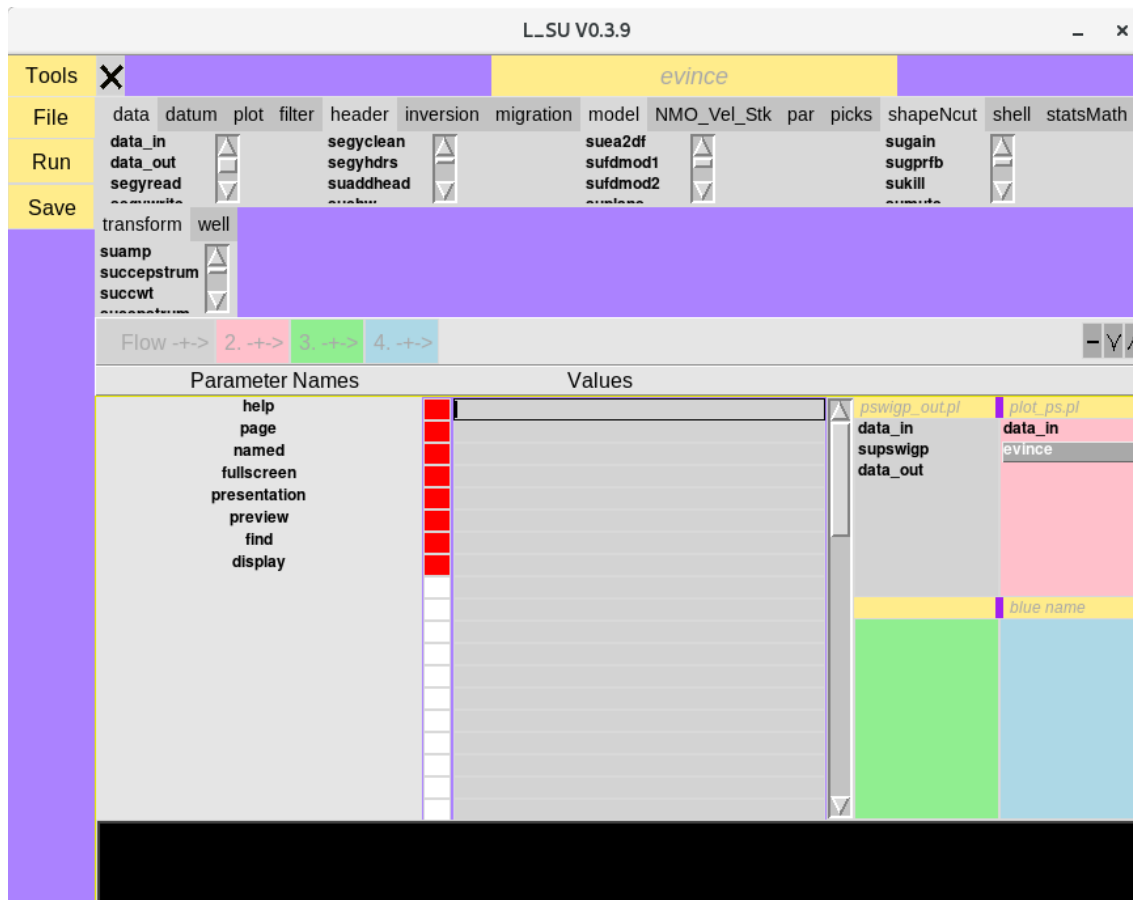 L_SU V0.3.9
Tools
evince
File
data datum plot filter header inversion migration model NMO_Vel_Stk par picks shapeNcut shell statsMath
Run
data_in segyclean suea2df sugain
data_out segyhdrs sufdmod1 sugprfb
segyread suaddhead sufdmod2 sukill
Save
transform well
suamp
succepstrum
succwt
Flow -+-> 2. -+-> 3. -+-> 4. -+->
Parameter Names Values
help pswigp_out.pl plot_ps.pl
page data_in data_in
named supswigp evince
fullscreen data_out
presentation
preview
find
display
blue name